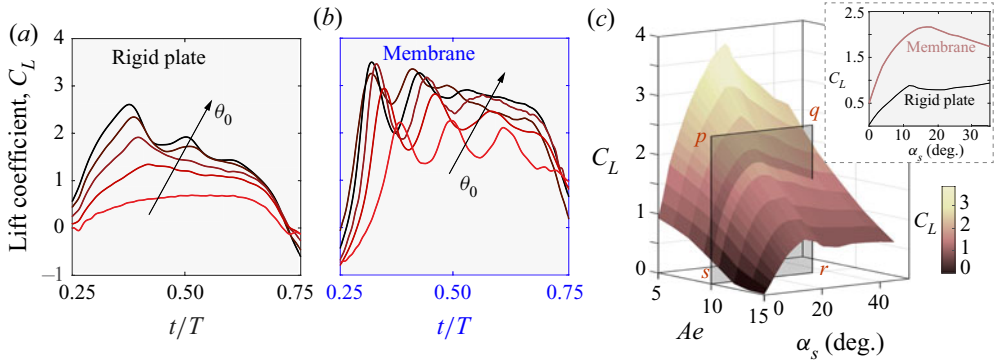 (a)
Lift coefficient, C_L
4
3
2
1
0
−1
Rigid plate
θ_0
0.25
0.50
0.75
t/T
(b)
Membrane
θ_0
0.25
0.50
0.75
t/T
(c)
C_L
4
3
2
1
0
p
q
r
s
5
10
15
Ae
0
20
40
α_s (deg.)
C_L
3
2
1
0
2.5
1.5
C_L
0.5
Membrane
Rigid plate
0
10
20
30
α_s (deg.)